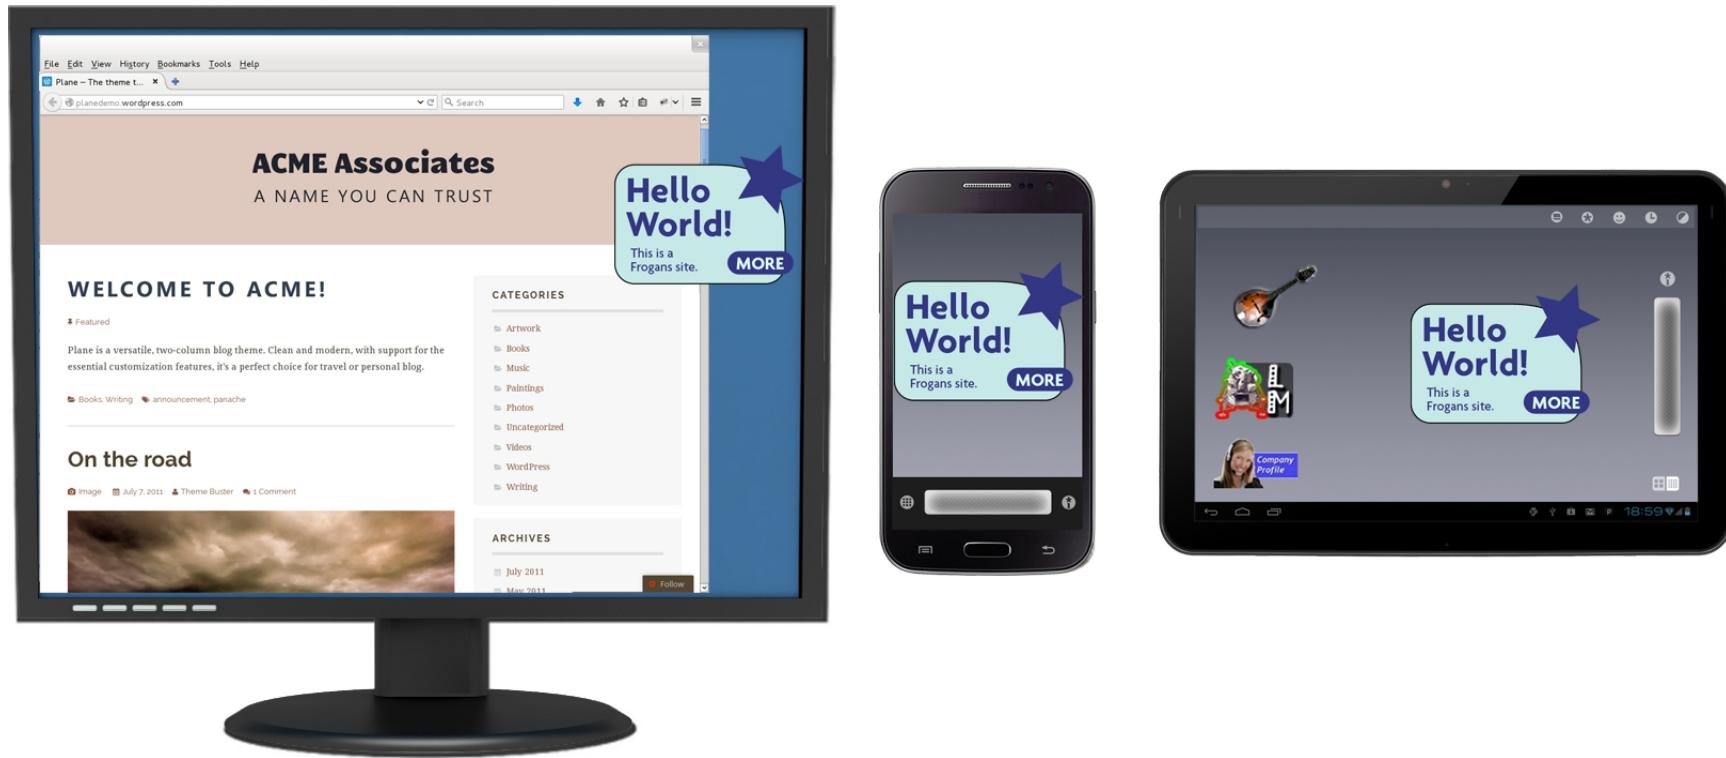 File Edit View History Bookmarks Tools Help
Plane – The theme t...
planedemo.wordpress.com
Search
ACME Associates
A NAME YOU CAN TRUST
Hello
World!
This is a
Frogans site.
MORE
WELCOME TO ACME!
Featured
Plane is a versatile, two-column blog theme. Clean and modern, with support for the
essential customization features, it's a perfect choice for travel or personal blog.
Books, Writing announcement, panache
On the road
Image July 7, 2011 Theme Buster 1 Comment
CATEGORIES
Artwork
Books
Music
Paintings
Photos
Uncategorized
Videos
WordPress
Writing
ARCHIVES
July 2011
May 2011
Follow
Hello
World!
This is a
Frogans site.
MORE
L
M
Company
Profile
Hello
World!
This is a
Frogans site.
MORE
18:59